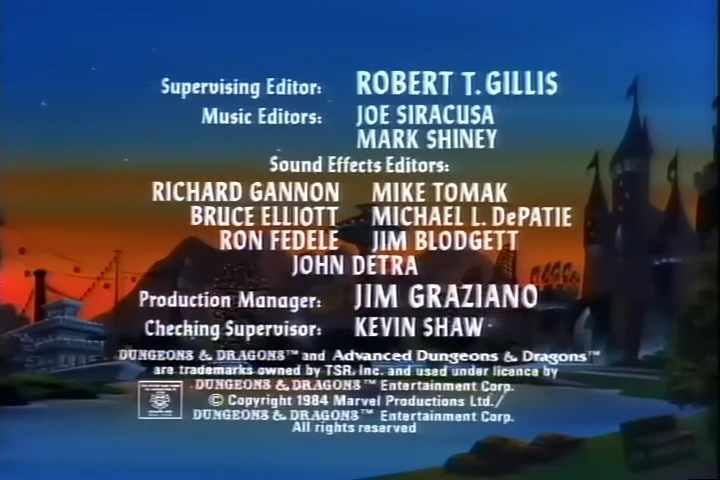 Supervising Editor: ROBERT T. GILLIS
Music Editors: JOE SIRACUSA
MARK SHINEY
Sound Effects Editors:
RICHARD GANNON MIKE TOMAK
BRUCE ELLIOTT MICHAEL L. DePATIE
RON FEDELE JIM BLODGETT
JOHN DETRA
Production Manager: JIM GRAZIANO
Checking Supervisor: KEVIN SHAW
DUNGEONS & DRAGONS™ and Advanced Dungeons & Dragons™
are trademarks owned by TSR, Inc. and used under licence by
DUNGEONS & DRAGONS™ Entertainment Corp.
© Copyright 1984 Marvel Productions Ltd./
DUNGEONS & DRAGONS™ Entertainment Corp.
All rights reserved